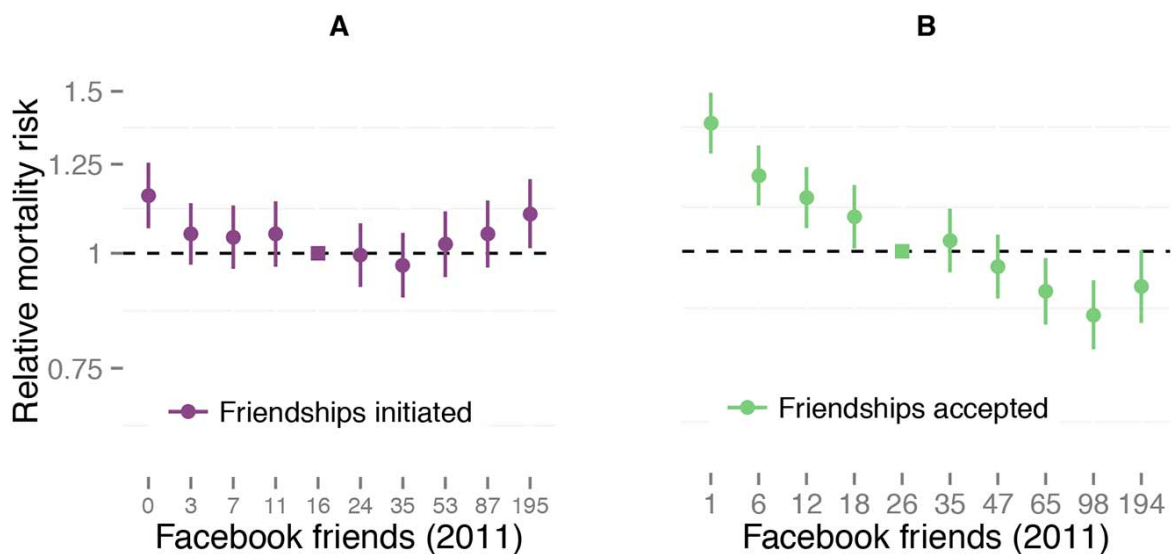 A
B
Relative mortality risk
1.5
1.25
1
0.75
Friendships initiated
Friendships accepted
0 3 7 11 16 24 35 53 87 195
1 6 12 18 26 35 47 65 98 194
Facebook friends (2011)
Facebook friends (2011)